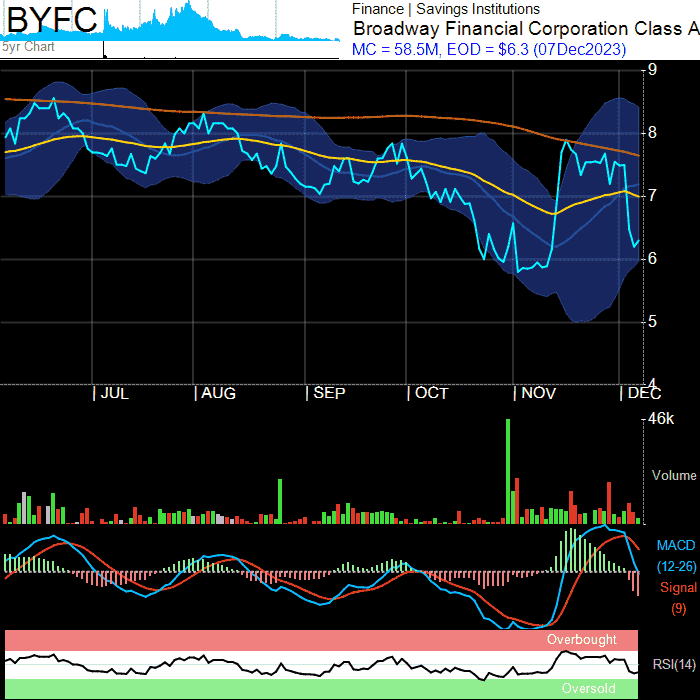 BYFC
5yr Chart
Finance | Savings Institutions
Broadway Financial Corporation Class A
MC = 58.5M, EOD = $6.3 (07Dec2023)
9
8
7
6
5
4
| JUL | AUG | SEP | OCT | NOV | DEC
46k
Volume
MACD
(12-26)
Signal
(9)
Overbought
RSI(14)
Oversold